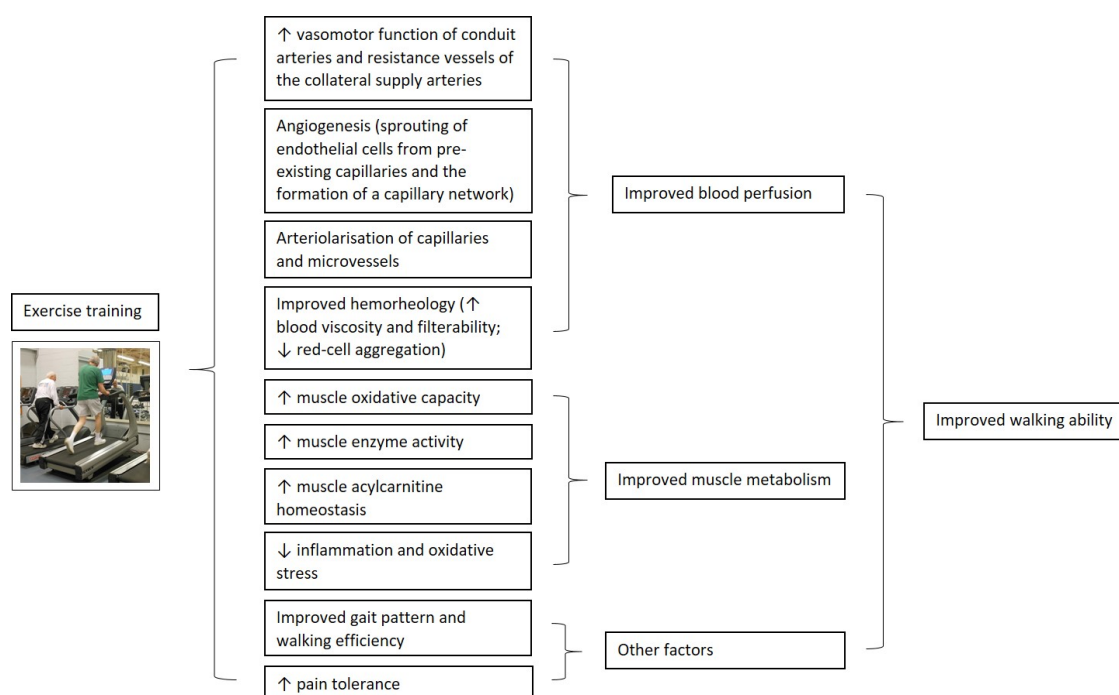 ↑ vasomotor function of conduit
arteries and resistance vessels of
the collateral supply arteries
Angiogenesis (sprouting of
endothelial cells from pre-
existing capillaries and the
formation of a capillary network)
Arteriolarisation of capillaries
and microvessels
Improved hemorheology (↑
blood viscosity and filterability;
↓ red-cell aggregation)
↑ muscle oxidative capacity
↑ muscle enzyme activity
↑ muscle acylcarnitine
homeostasis
↓ inflammation and oxidative
stress
Improved gait pattern and
walking efficiency
↑ pain tolerance
Exercise training
Improved blood perfusion
Improved muscle metabolism
Other factors
Improved walking ability